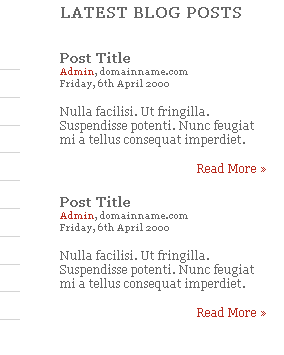 LATEST BLOG POSTS
Post Title
Admin, domainname.com
Friday, 6th April 2000
Nulla facilisi. Ut fringilla.
Suspendisse potenti. Nunc feugiat
mi a tellus consequat imperdiet.
Read More »
Post Title
Admin, domainname.com
Friday, 6th April 2000
Nulla facilisi. Ut fringilla.
Suspendisse potenti. Nunc feugiat
mi a tellus consequat imperdiet.
Read More »